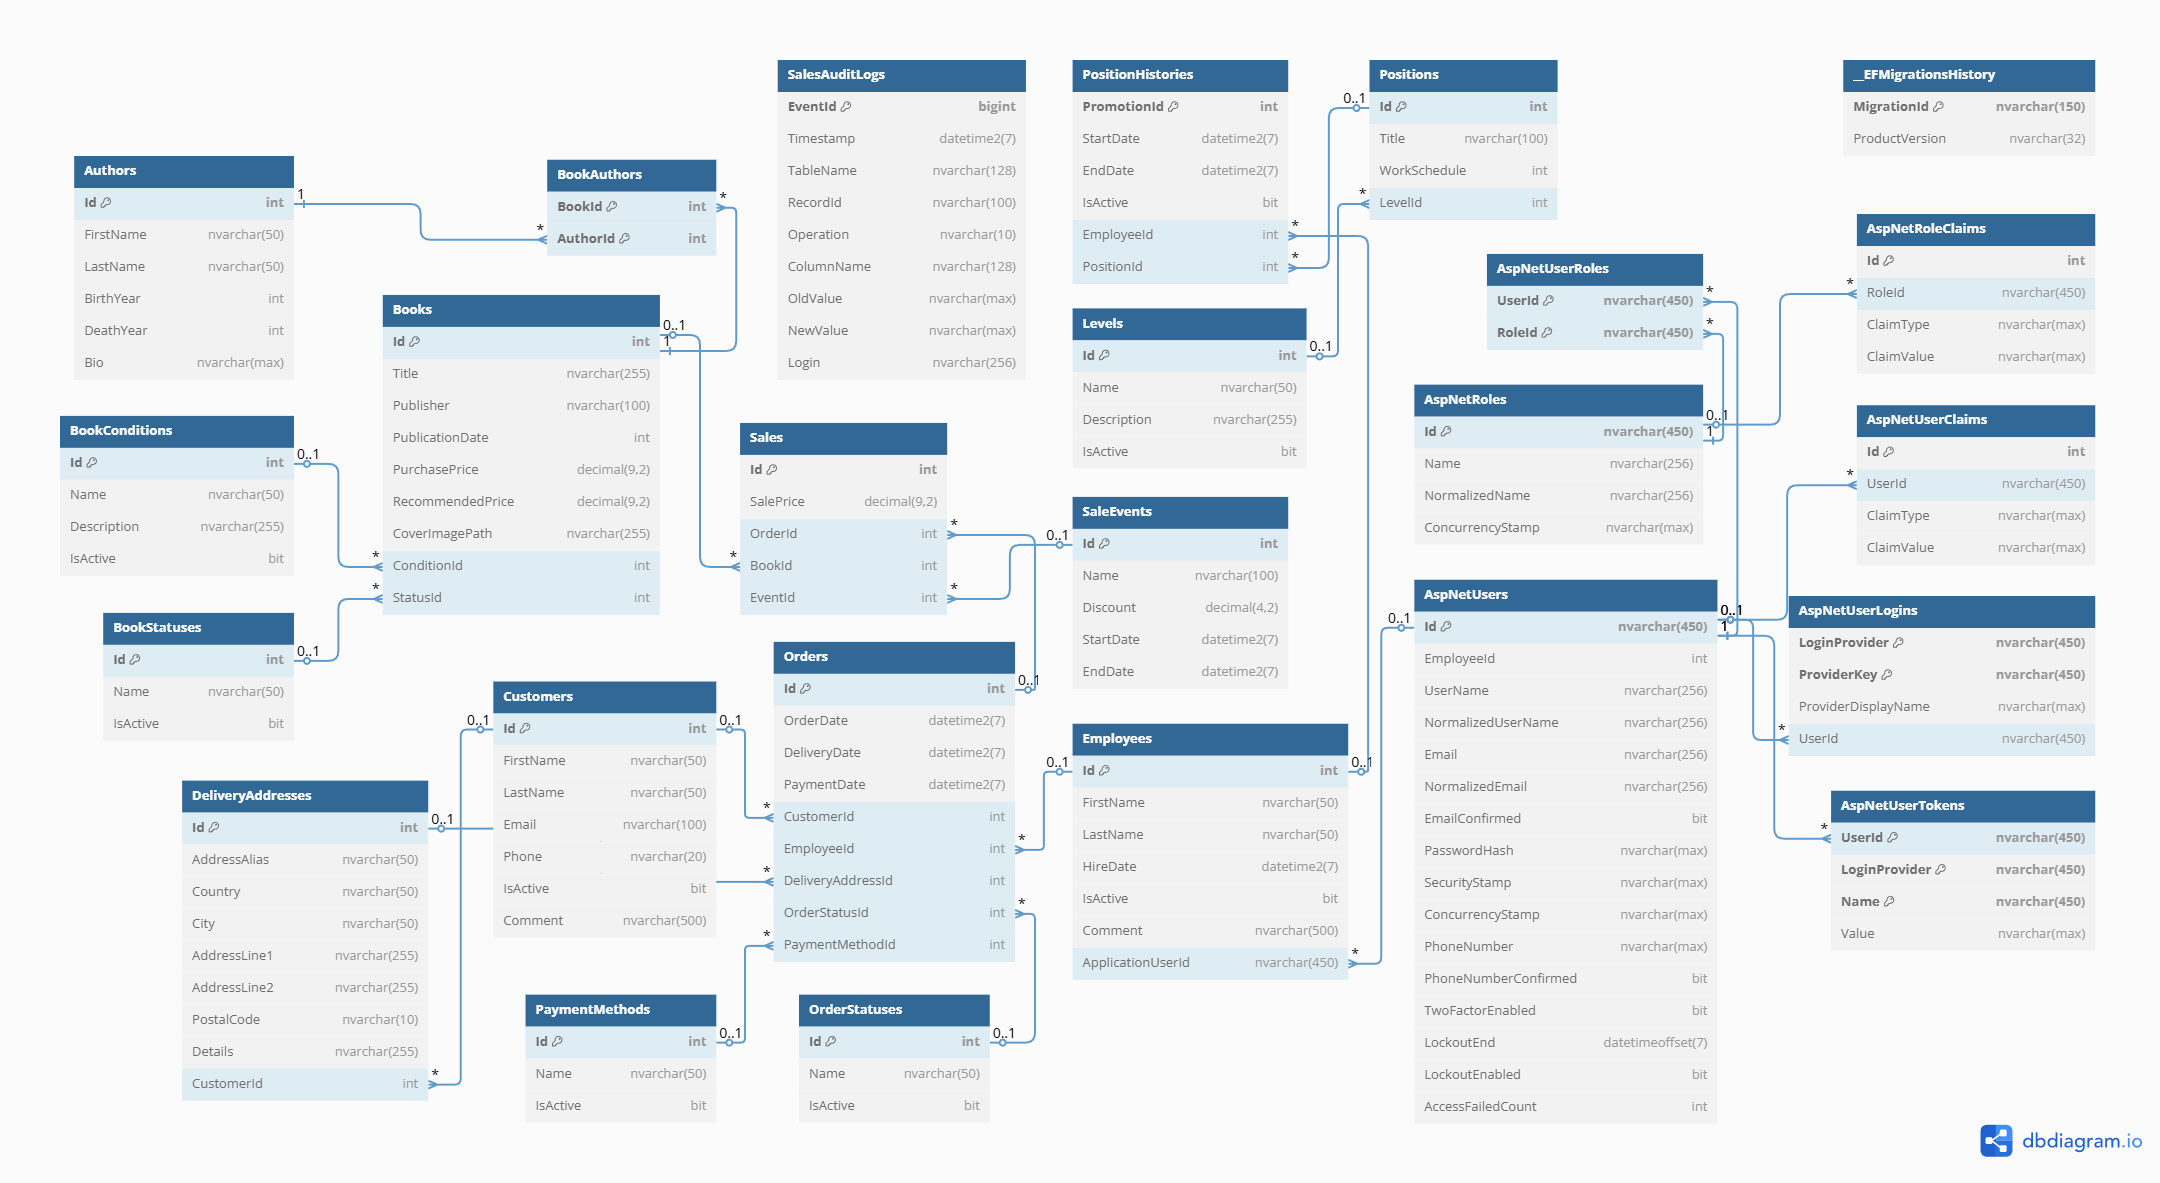 Authors
Id int
FirstName nvarchar(50)
LastName nvarchar(50)
BirthYear int
DeathYear int
Bio nvarchar(max)
BookAuthors
BookId int
AuthorId int
SalesAuditLogs
EventId bigint
Timestamp datetime2(7)
TableName nvarchar(128)
RecordId nvarchar(100)
Operation nvarchar(10)
ColumnName nvarchar(128)
OldValue nvarchar(max)
NewValue nvarchar(max)
Login nvarchar(256)
PositionHistories
PromotionId int
StartDate datetime2(7)
EndDate datetime2(7)
IsActive bit
EmployeeId int
PositionId int
Positions
Id int
Title nvarchar(100)
WorkSchedule int
LevelId int
__EFMigrationsHistory
MigrationId nvarchar(150)
ProductVersion nvarchar(32)
Books
Id int
Title nvarchar(255)
Publisher nvarchar(100)
PublicationDate int
PurchasePrice decimal(9,2)
RecommendedPrice decimal(9,2)
CoverImagePath nvarchar(255)
ConditionId int
StatusId int
BookConditions
Id int
Name nvarchar(50)
Description nvarchar(255)
IsActive bit
BookStatuses
Id int
Name nvarchar(50)
IsActive bit
Sales
Id int
SalePrice decimal(9,2)
OrderId int
BookId int
EventId int
Levels
Id int
Name nvarchar(50)
Description nvarchar(255)
IsActive bit
SaleEvents
Id int
Name nvarchar(100)
Discount decimal(4,2)
StartDate datetime2(7)
EndDate datetime2(7)
AspNetUserRoles
UserId nvarchar(450)
RoleId nvarchar(450)
AspNetRoleClaims
Id int
RoleId nvarchar(450)
ClaimType nvarchar(max)
ClaimValue nvarchar(max)
AspNetRoles
Id nvarchar(450)
Name nvarchar(256)
NormalizedName nvarchar(256)
ConcurrencyStamp nvarchar(max)
AspNetUserClaims
Id int
UserId nvarchar(450)
ClaimType nvarchar(max)
ClaimValue nvarchar(max)
Customers
Id int
FirstName nvarchar(50)
LastName nvarchar(50)
Email nvarchar(100)
Phone nvarchar(20)
IsActive bit
Comment nvarchar(500)
Orders
Id int
OrderDate datetime2(7)
DeliveryDate datetime2(7)
PaymentDate datetime2(7)
CustomerId int
EmployeeId int
DeliveryAddressId int
OrderStatusId int
PaymentMethodId int
Employees
Id int
FirstName nvarchar(50)
LastName nvarchar(50)
HireDate datetime2(7)
IsActive bit
Comment nvarchar(500)
ApplicationUserId nvarchar(450)
AspNetUsers
Id nvarchar(450)
EmployeeId int
UserName nvarchar(256)
NormalizedUserName nvarchar(256)
Email nvarchar(256)
NormalizedEmail nvarchar(256)
EmailConfirmed bit
PasswordHash nvarchar(max)
SecurityStamp nvarchar(max)
ConcurrencyStamp nvarchar(max)
PhoneNumber nvarchar(max)
PhoneNumberConfirmed bit
TwoFactorEnabled bit
LockoutEnd datetimeoffset(7)
LockoutEnabled bit
AccessFailedCount int
AspNetUserLogins
LoginProvider nvarchar(450)
ProviderKey nvarchar(450)
ProviderDisplayName nvarchar(max)
UserId nvarchar(450)
AspNetUserTokens
UserId nvarchar(450)
LoginProvider nvarchar(450)
Name nvarchar(450)
Value nvarchar(max)
DeliveryAddresses
Id int
AddressAlias nvarchar(50)
Country nvarchar(50)
City nvarchar(50)
AddressLine1 nvarchar(255)
AddressLine2 nvarchar(255)
PostalCode nvarchar(10)
Details nvarchar(255)
CustomerId int
PaymentMethods
Id int
Name nvarchar(50)
IsActive bit
OrderStatuses
Id int
Name nvarchar(50)
IsActive bit
dbdiagram.io